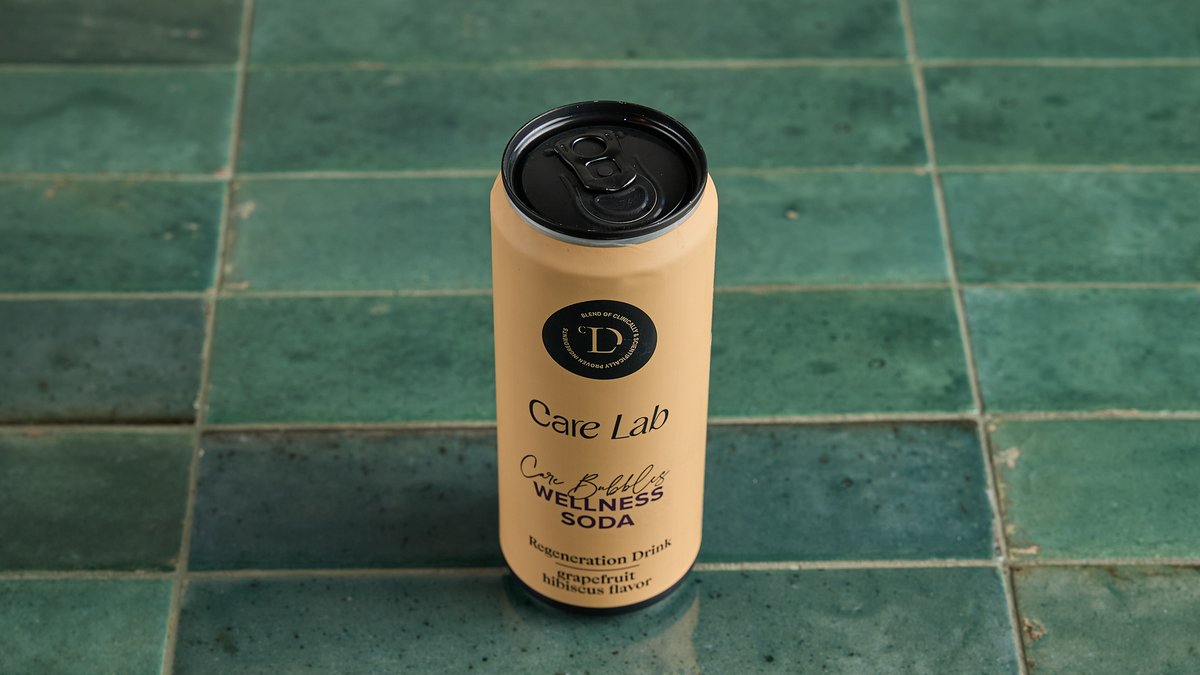 BLEND OF CLINICALLY & SCIENTIFICALLY PROVEN INGREDIENTS
CD
Care Lab
Care Bubbles
WELLNESS
SODA
Regeneration Drink
grapefruit
hibiscus flavor